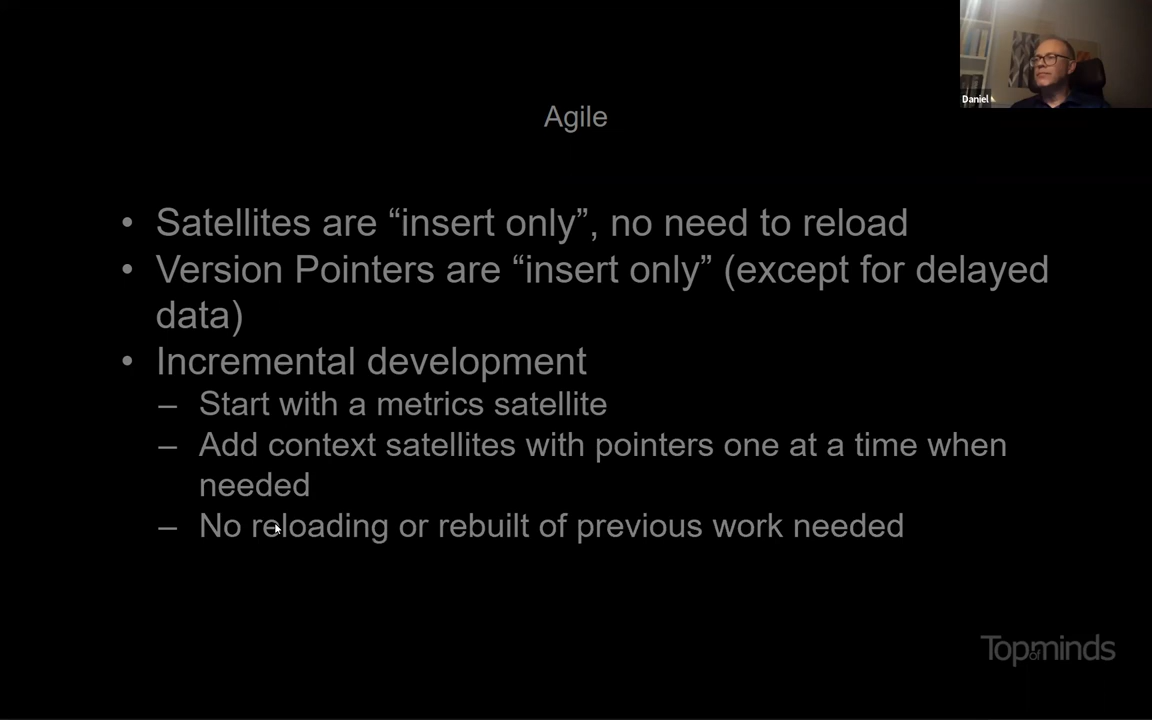 Daniel
Agile
• Satellites are “insert only”, no need to reload
• Version Pointers are “insert only” (except for delayed
data)
• Incremental development
– Start with a metrics satellite
– Add context satellites with pointers one at a time when
needed
– No reloading or rebuilt of previous work needed
Topofminds